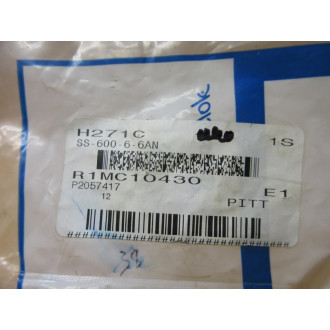 H271C
1S
SS-600-6-6AN
R1MC10430
P2057417
E1
12
PITT